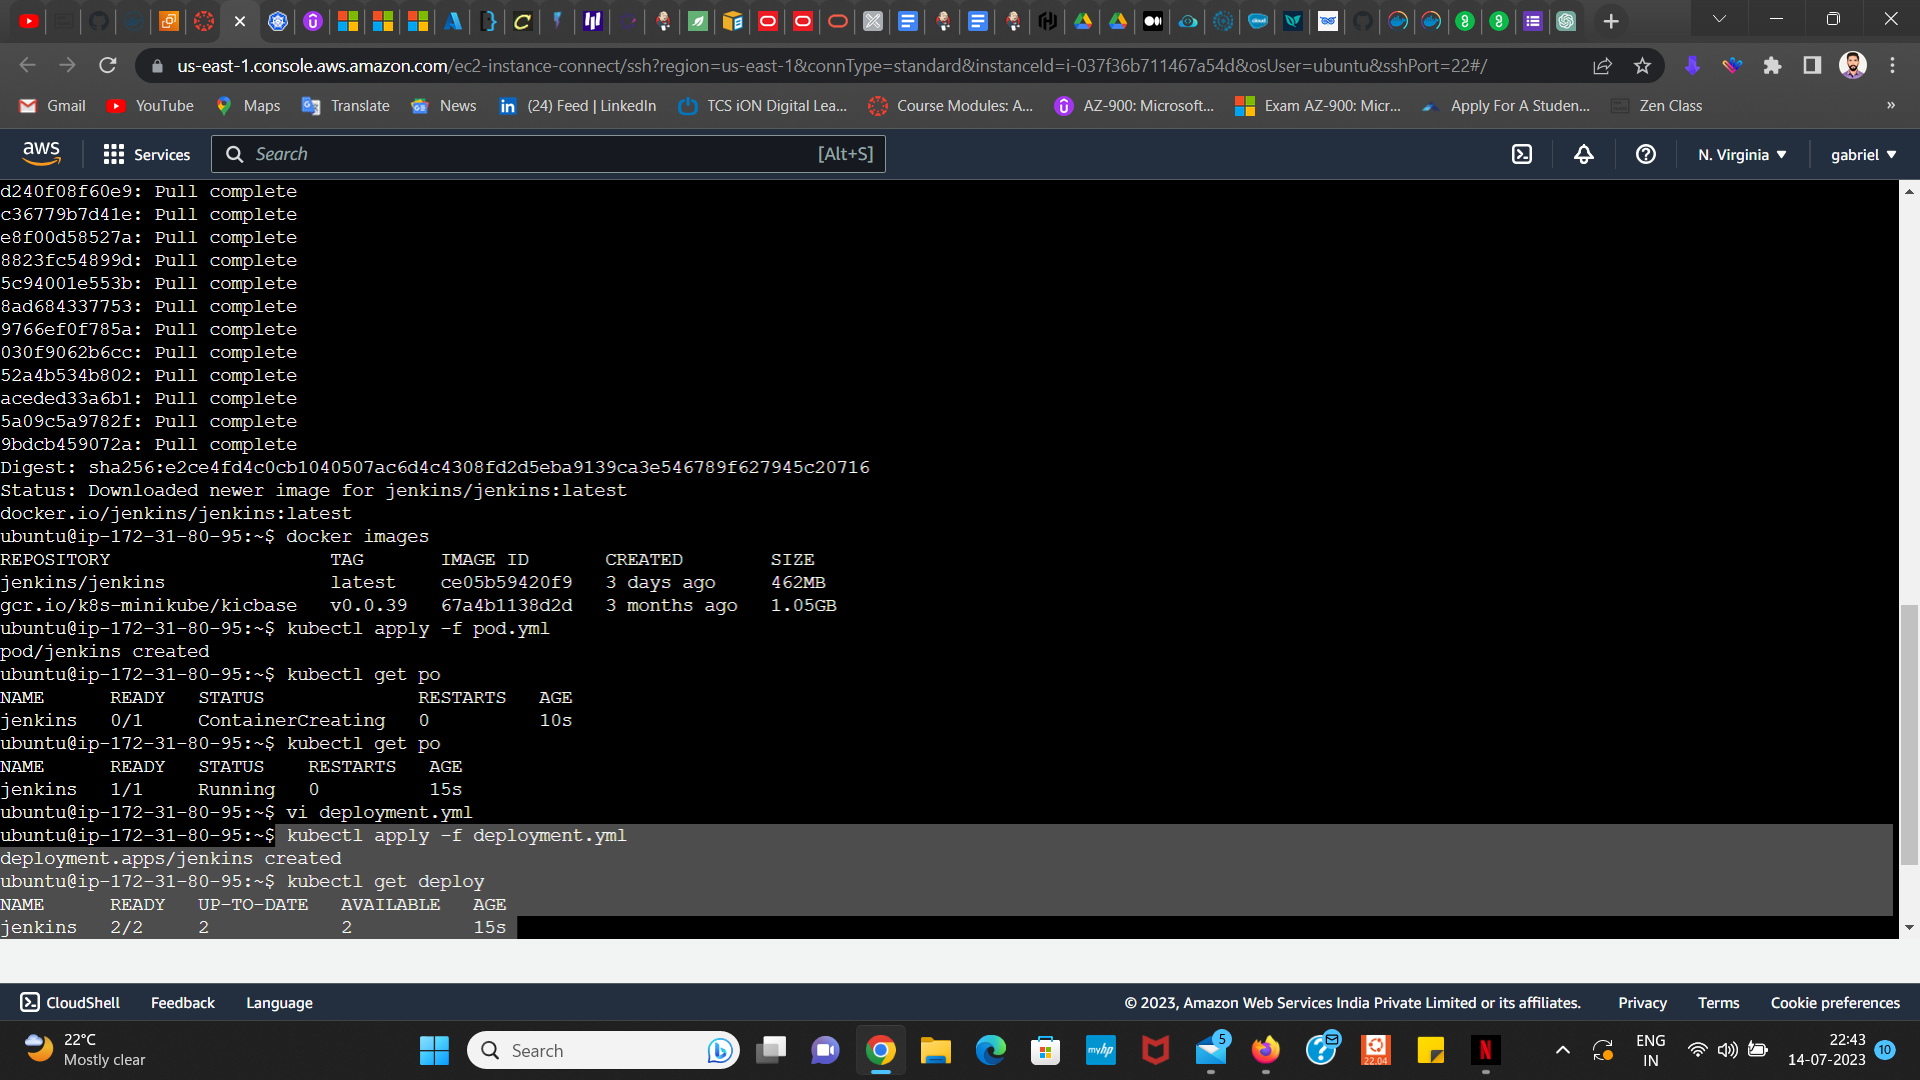 us-east-1.console.aws.amazon.com/ec2-instance-connect/ssh?region=us-east-1&connType=standard&instanceId=i-037f36b711467a54d&osUser=ubuntu&sshPort=22#/
Gmail YouTube Maps Translate News (24) Feed | LinkedIn TCS iON Digital Lea... Course Modules: A... AZ-900: Microsoft... Exam AZ-900: Micr... Apply For A Studen... Zen Class »
aws Services Search [Alt+S] N. Virginia gabriel
d240f08f60e9: Pull complete
c36779b7d41e: Pull complete
e8f00d58527a: Pull complete
8823fc54899d: Pull complete
5c94001e553b: Pull complete
8ad684337753: Pull complete
9766ef0f785a: Pull complete
030f9062b6cc: Pull complete
52a4b534b802: Pull complete
aceded33a6b1: Pull complete
5a09c5a9782f: Pull complete
9bdcb459072a: Pull complete
Digest: sha256:e2ce4fd4c0cb1040507ac6d4c4308fd2d5eba9139ca3e546789f627945c20716
Status: Downloaded newer image for jenkins/jenkins:latest
docker.io/jenkins/jenkins:latest
ubuntu@ip-172-31-80-95:~$ docker images
REPOSITORY TAG IMAGE ID CREATED SIZE
jenkins/jenkins latest ce05b59420f9 3 days ago 462MB
gcr.io/k8s-minikube/kicbase v0.0.39 67a4b1138d2d 3 months ago 1.05GB
ubuntu@ip-172-31-80-95:~$ kubectl apply -f pod.yml
pod/jenkins created
ubuntu@ip-172-31-80-95:~$ kubectl get po
NAME READY STATUS RESTARTS AGE
jenkins 0/1 ContainerCreating 0 10s
ubuntu@ip-172-31-80-95:~$ kubectl get po
NAME READY STATUS RESTARTS AGE
jenkins 1/1 Running 0 15s
ubuntu@ip-172-31-80-95:~$ vi deployment.yml
ubuntu@ip-172-31-80-95:~$ kubectl apply -f deployment.yml
deployment.apps/jenkins created
ubuntu@ip-172-31-80-95:~$ kubectl get deploy
NAME READY UP-TO-DATE AVAILABLE AGE
jenkins 2/2 2 2 15s
CloudShell Feedback Language © 2023, Amazon Web Services India Private Limited or its affiliates. Privacy Terms Cookie preferences
22°C
Mostly clear
Search
myhp
5
22.04
N
ENG
IN
22:43
14-07-2023
10